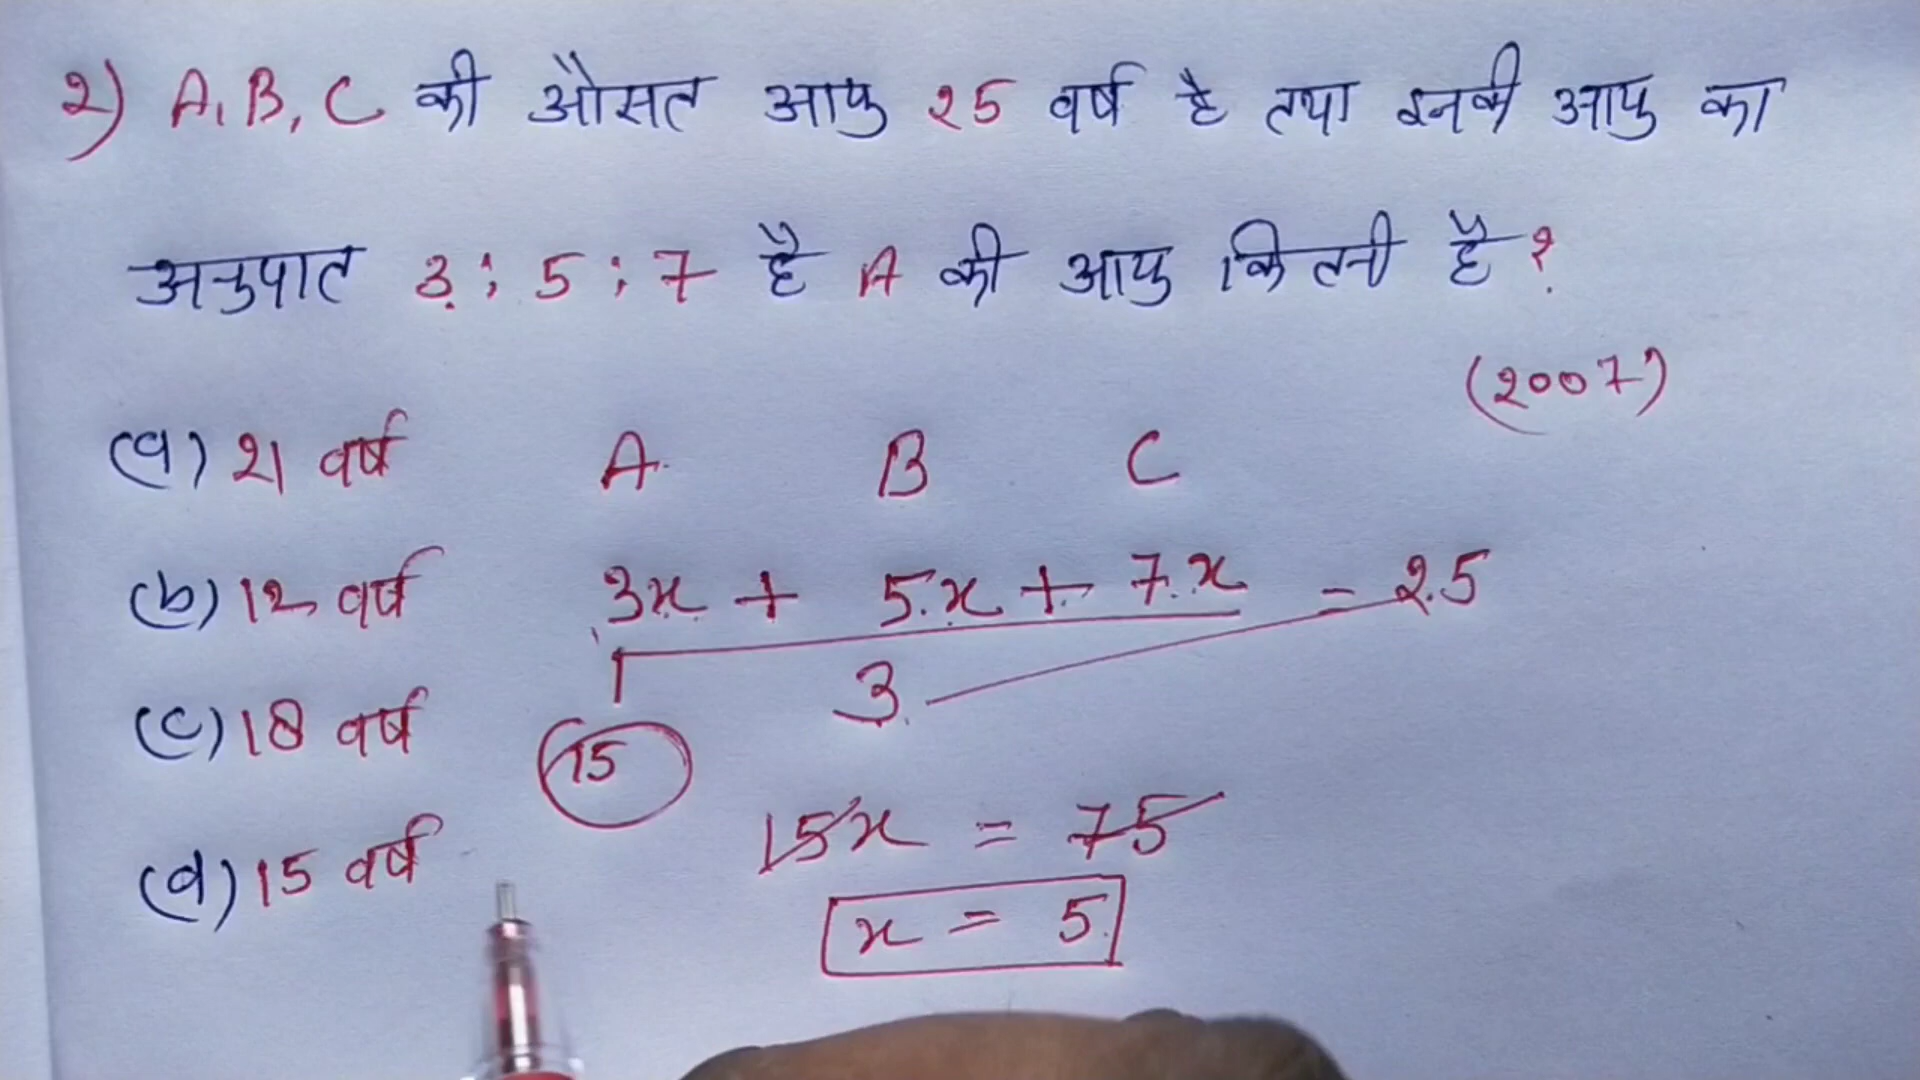 2) A, B, C की औसत आयु 25 वर्ष है तथा इनकी आयु का
अनुपात 3 : 5 : 7 है A की आयु कितनी है ?
(2007)
(a) 21 वर्ष A B C
(b) 12 वर्ष 3x + 5x + 7x = 25
3
(c) 18 वर्ष 15
15x = 75
(d) 15 वर्ष
x = 5